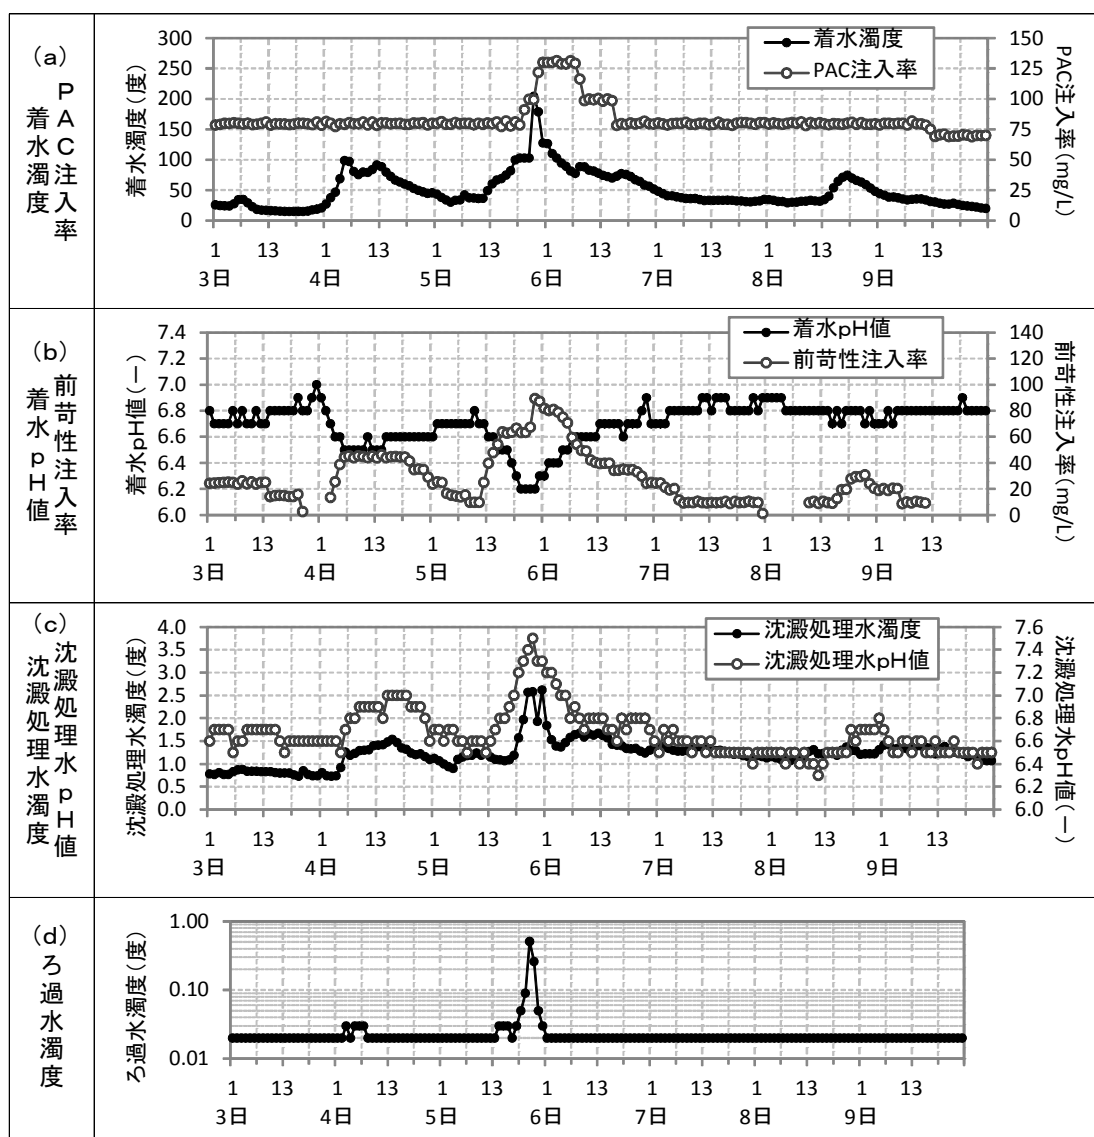 (a)
PAC注入率
着水濁度
着水濁度(度)
300
250
200
150
100
50
0
着水濁度
PAC注入率
150
125
100
75
50
25
0
PAC注入率(mg/L)
1 13 1 13 1 13 1 13 1 13 1 13 1 13
3日 4日 5日 6日 7日 8日 9日
(b)
前苛性注入率
着水pH値
着水pH値(ー)
7.4
7.2
7.0
6.8
6.6
6.4
6.2
6.0
着水pH値
前苛性注入率
140
120
100
80
60
40
20
0
前苛性注入率(mg/L)
1 13 1 13 1 13 1 13 1 13 1 13 1 13
3日 4日 5日 6日 7日 8日 9日
(c)
沈澱処理水pH値
沈澱処理水濁度
沈澱処理水濁度(度)
4.0
3.5
3.0
2.5
2.0
1.5
1.0
0.5
0.0
沈澱処理水濁度
沈澱処理水pH値
7.6
7.4
7.2
7.0
6.8
6.6
6.4
6.2
6.0
沈澱処理水pH値(ー)
1 13 1 13 1 13 1 13 1 13 1 13 1 13
3日 4日 5日 6日 7日 8日 9日
(d)
ろ過水濁度
ろ過水濁度(度)
1.00
0.10
0.01
1 13 1 13 1 13 1 13 1 13 1 13 1 13
3日 4日 5日 6日 7日 8日 9日